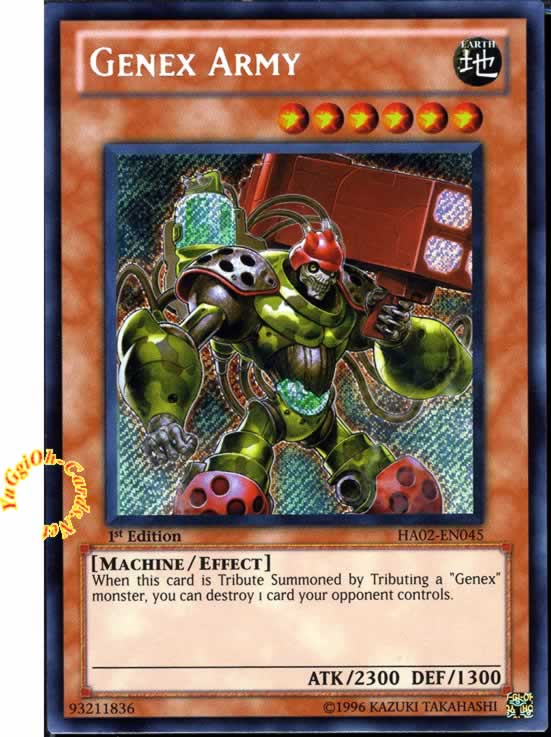 GENEX ARMY
EARTH
地
1st Edition
HA02-EN045
[MACHINE/EFFECT]
When this card is Tribute Summoned by Tributing a "Genex"
monster, you can destroy 1 card your opponent controls.
ATK/2300 DEF/1300
93211836
©1996 KAZUKI TAKAHASHI
YuGgiOh-Cards.Net